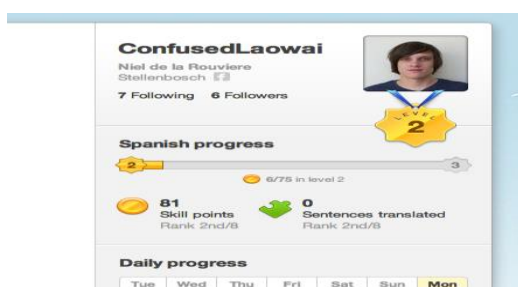 ConfusedLaowai
Niel de la Rouviere
Stellenbosch
7 Following 6 Followers
LEVEL
2
Spanish progress
2 3
6/75 in level 2
81 0
Skill points Sentences translated
Rank 2nd/8 Rank 2nd/8
Daily progress
Tue Wed Thu Fri Sat Sun Mon